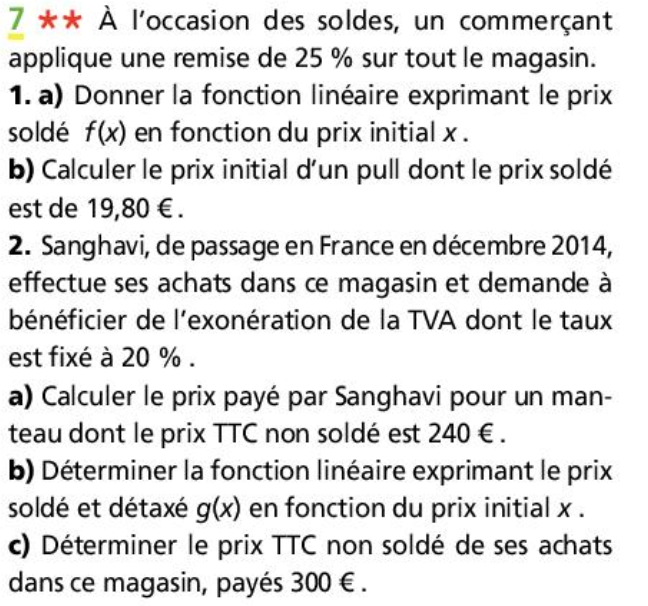 7 ★★ À l'occasion des soldes, un commerçant
applique une remise de 25 % sur tout le magasin.
1. a) Donner la fonction linéaire exprimant le prix
soldé f(x) en fonction du prix initial x .
b) Calculer le prix initial d'un pull dont le prix soldé
est de 19,80 € .
2. Sanghavi, de passage en France en décembre 2014,
effectue ses achats dans ce magasin et demande à
bénéficier de l'exonération de la TVA dont le taux
est fixé à 20 % .
a) Calculer le prix payé par Sanghavi pour un man-
teau dont le prix TTC non soldé est 240 € .
b) Déterminer la fonction linéaire exprimant le prix
soldé et détaxé g(x) en fonction du prix initial x .
c) Déterminer le prix TTC non soldé de ses achats
dans ce magasin, payés 300 € .